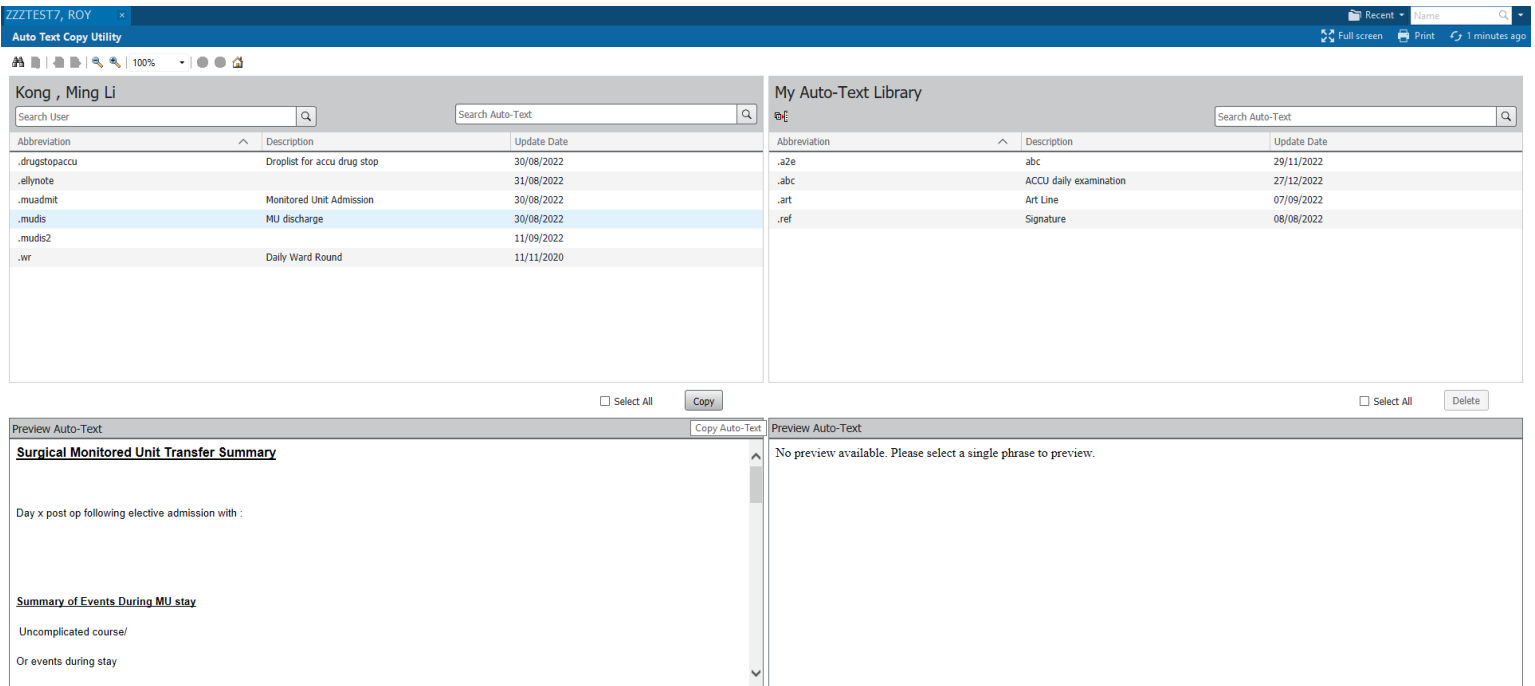 ZZZTEST7, ROY ×
Recent Name
Auto Text Copy Utility
Full screen Print 1 minutes ago
100%
Kong , Ming Li
Search User
Search Auto-Text
Abbreviation Description Update Date
.drugstopaccu Droplist for accu drug stop 30/08/2022
.ellynote 31/08/2022
.muadmit Monitored Unit Admission 30/08/2022
.mudis MU discharge 30/08/2022
.mudis2 11/09/2022
.wr Daily Ward Round 11/11/2020
Select All Copy
Copy Auto-Text
Preview Auto-Text
Surgical Monitored Unit Transfer Summary
Day x post op following elective admission with :
Summary of Events During MU stay
Uncomplicated course/
Or events during stay
My Auto-Text Library
Search Auto-Text
Abbreviation Description Update Date
.a2e abc 29/11/2022
.abc ACCU daily examination 27/12/2022
.art Art Line 07/09/2022
.ref Signature 08/08/2022
Select All Delete
Preview Auto-Text
No preview available. Please select a single phrase to preview.